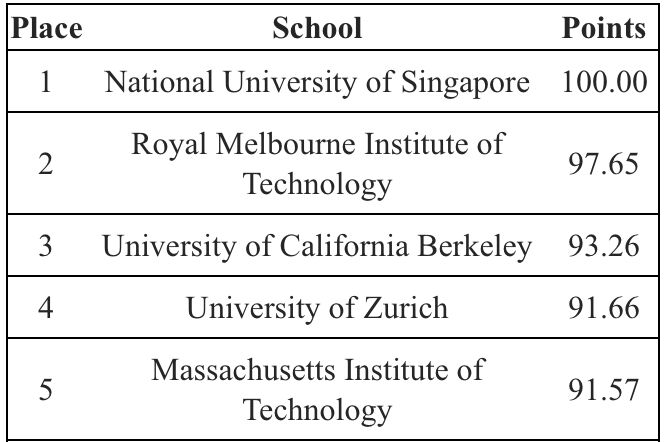 Place School Points
1 National University of Singapore 100.00
Royal Melbourne Institute of
2 97.65
Technology
3 University of California Berkeley 93.26
4 University of Zurich 91.66
Massachusetts Institute of
5 91.57
Technology